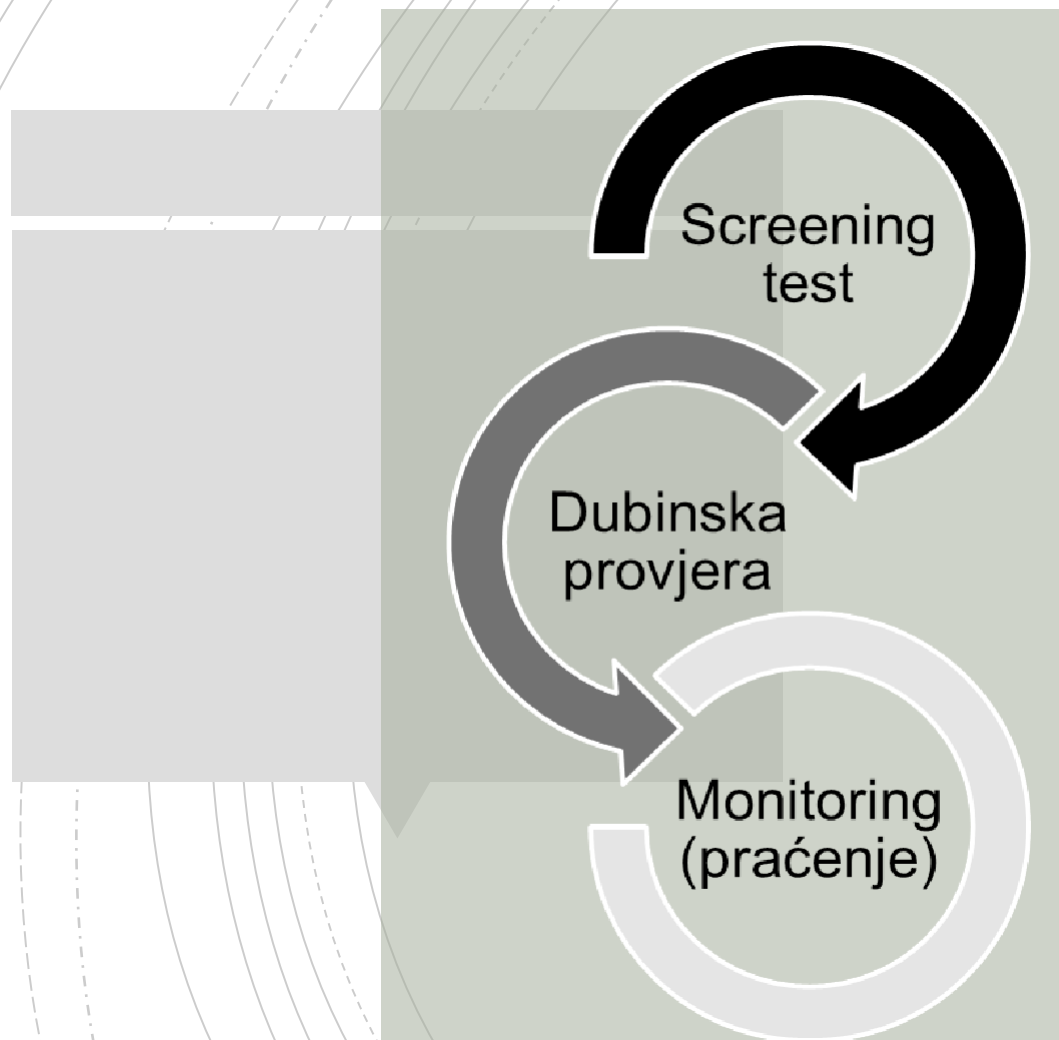 Screening
test
Dubinska
provjera
Monitoring
(praćenje)